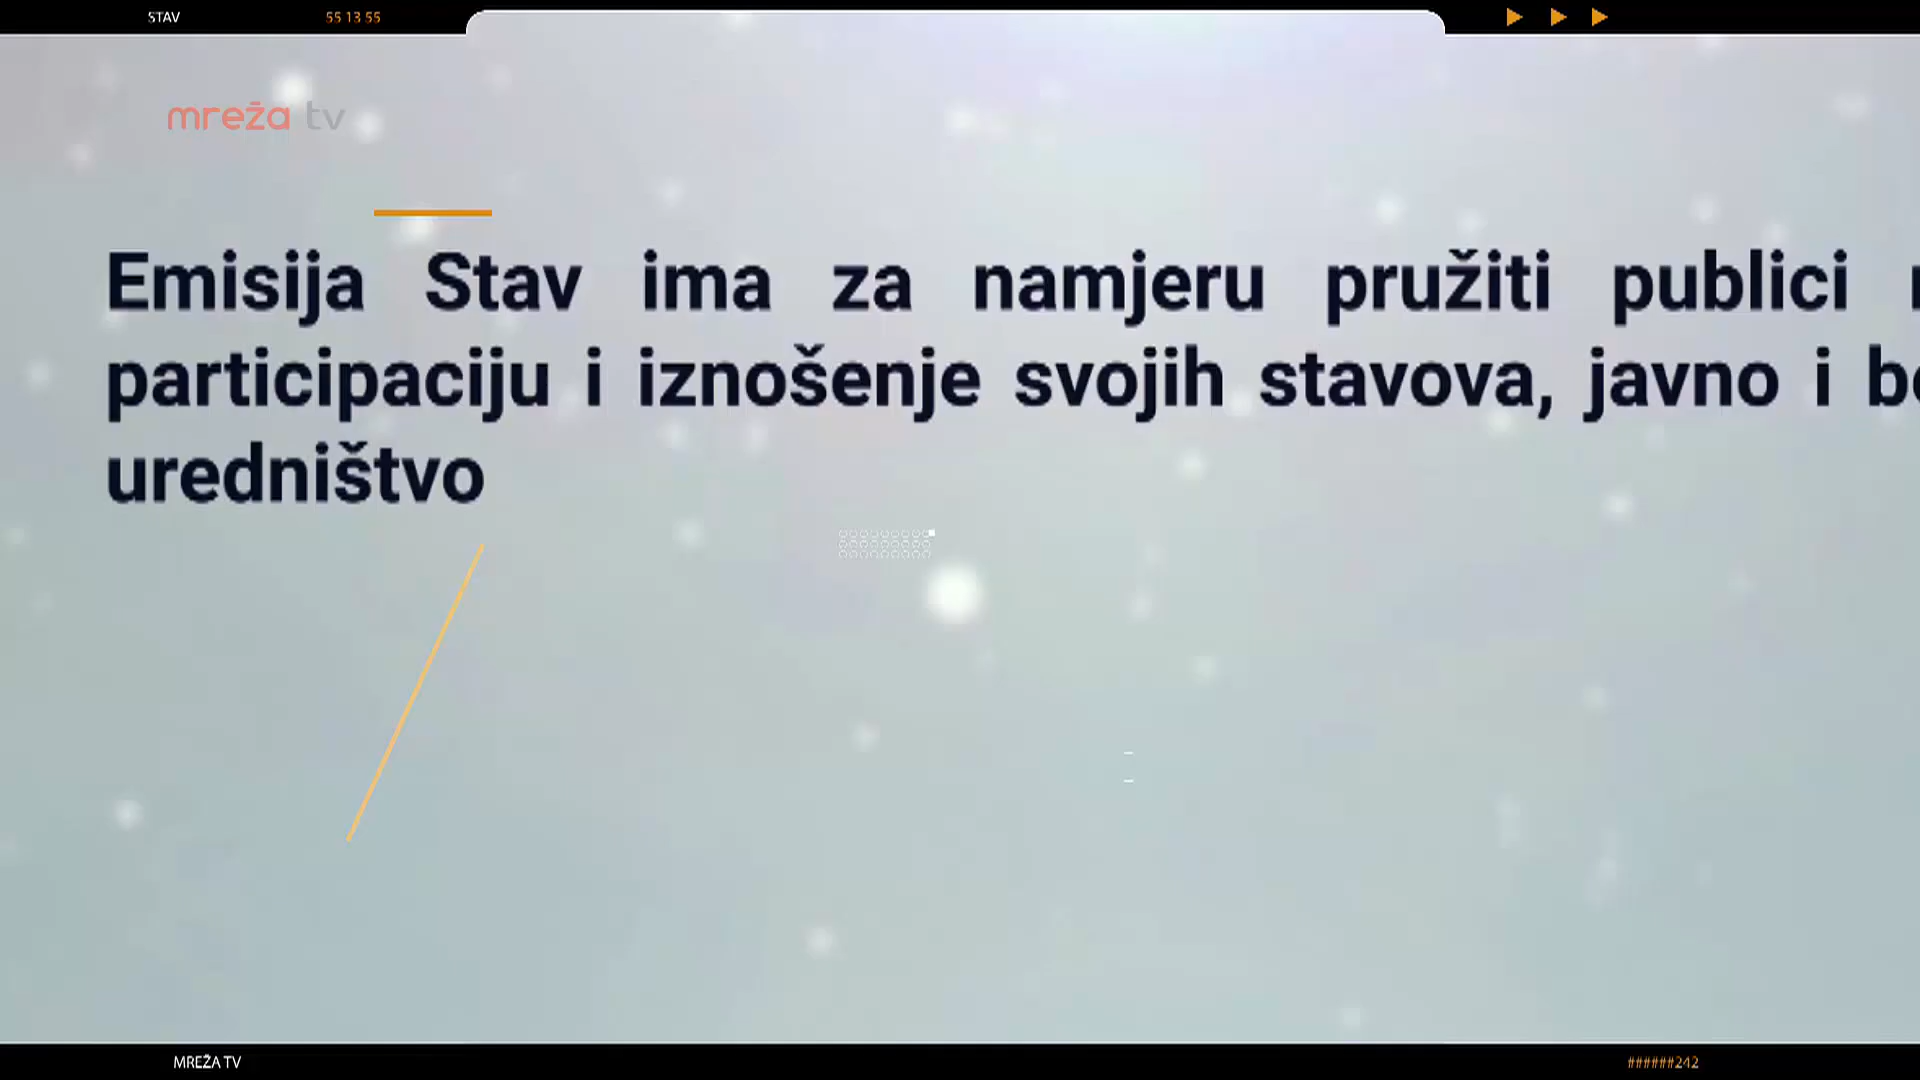 STAV 55 13 55
mreža tv
Emisija Stav ima za namjeru pružiti publici
participaciju i iznošenje svojih stavova, javno i
uredništvo
MREŽA TV ######242